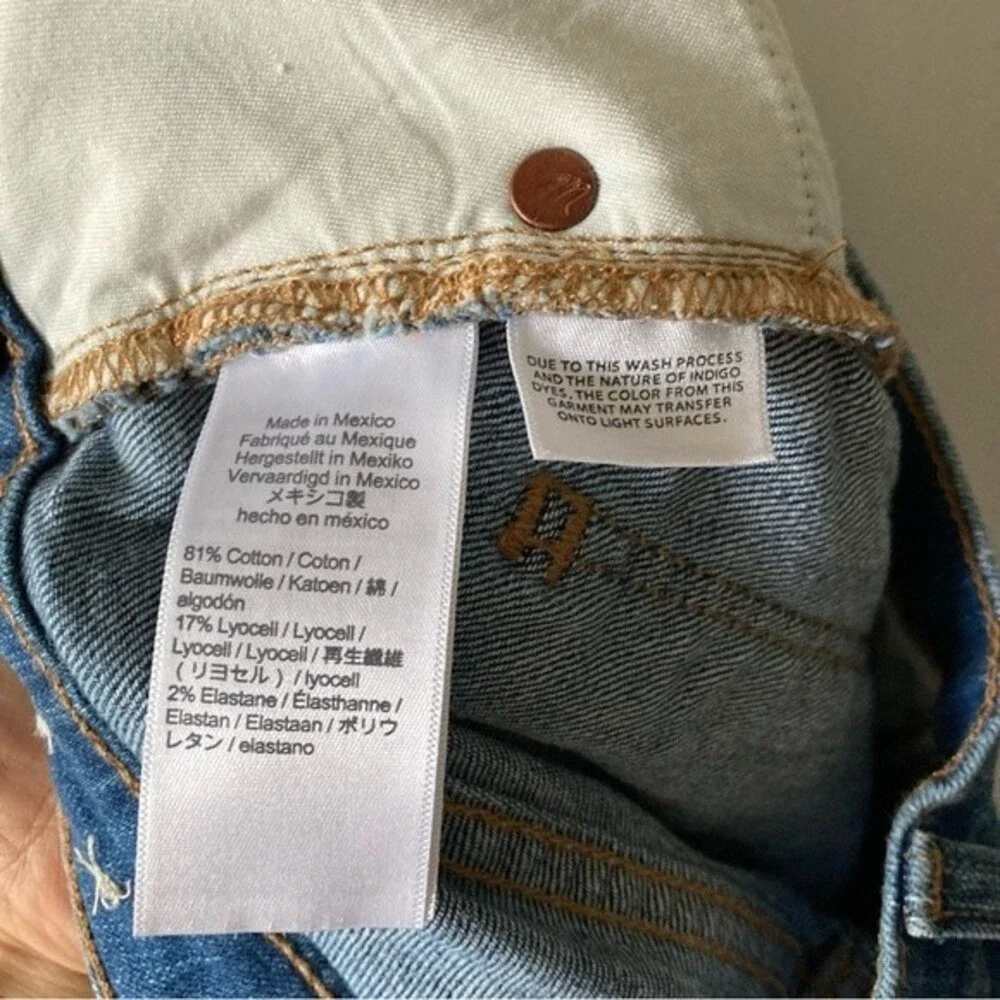 Made in Mexico
Fabriqué au Mexique
Hergestellt in Mexiko
Vervaardigd in Mexico
メキシコ製
hecho en méxico
81% Cotton / Coton /
Baumwolle / Katoen / 綿 /
algodón
17% Lyocell / Lyocell /
Lyocell / Lyocell / 再生繊維
( リヨセル ) / lyocell
2% Elastane / Élasthanne /
Elastan / Elastaan / ポリウ
レタン / elastano
DUE TO THIS WASH PROCESS
AND THE NATURE OF INDIGO
DYES, THE COLOR FROM THIS
GARMENT MAY TRANSFER
ONTO LIGHT SURFACES.